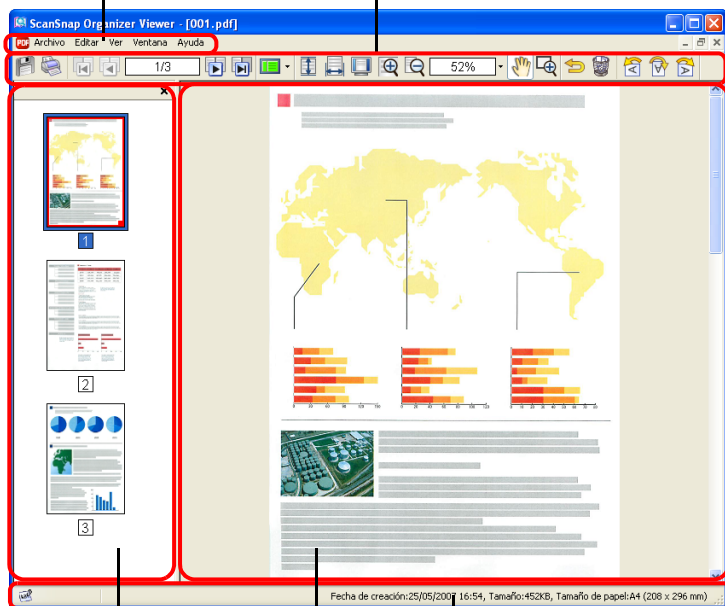 ScanSnap Organizer Viewer - [001.pdf]
PDF Archivo Editar Ver Ventana Ayuda
1/3 52%
1
2
3
Fecha de creación:25/05/2007 16:54, Tamaño:452KB, Tamaño de papel:A4 (208 x 296 mm)